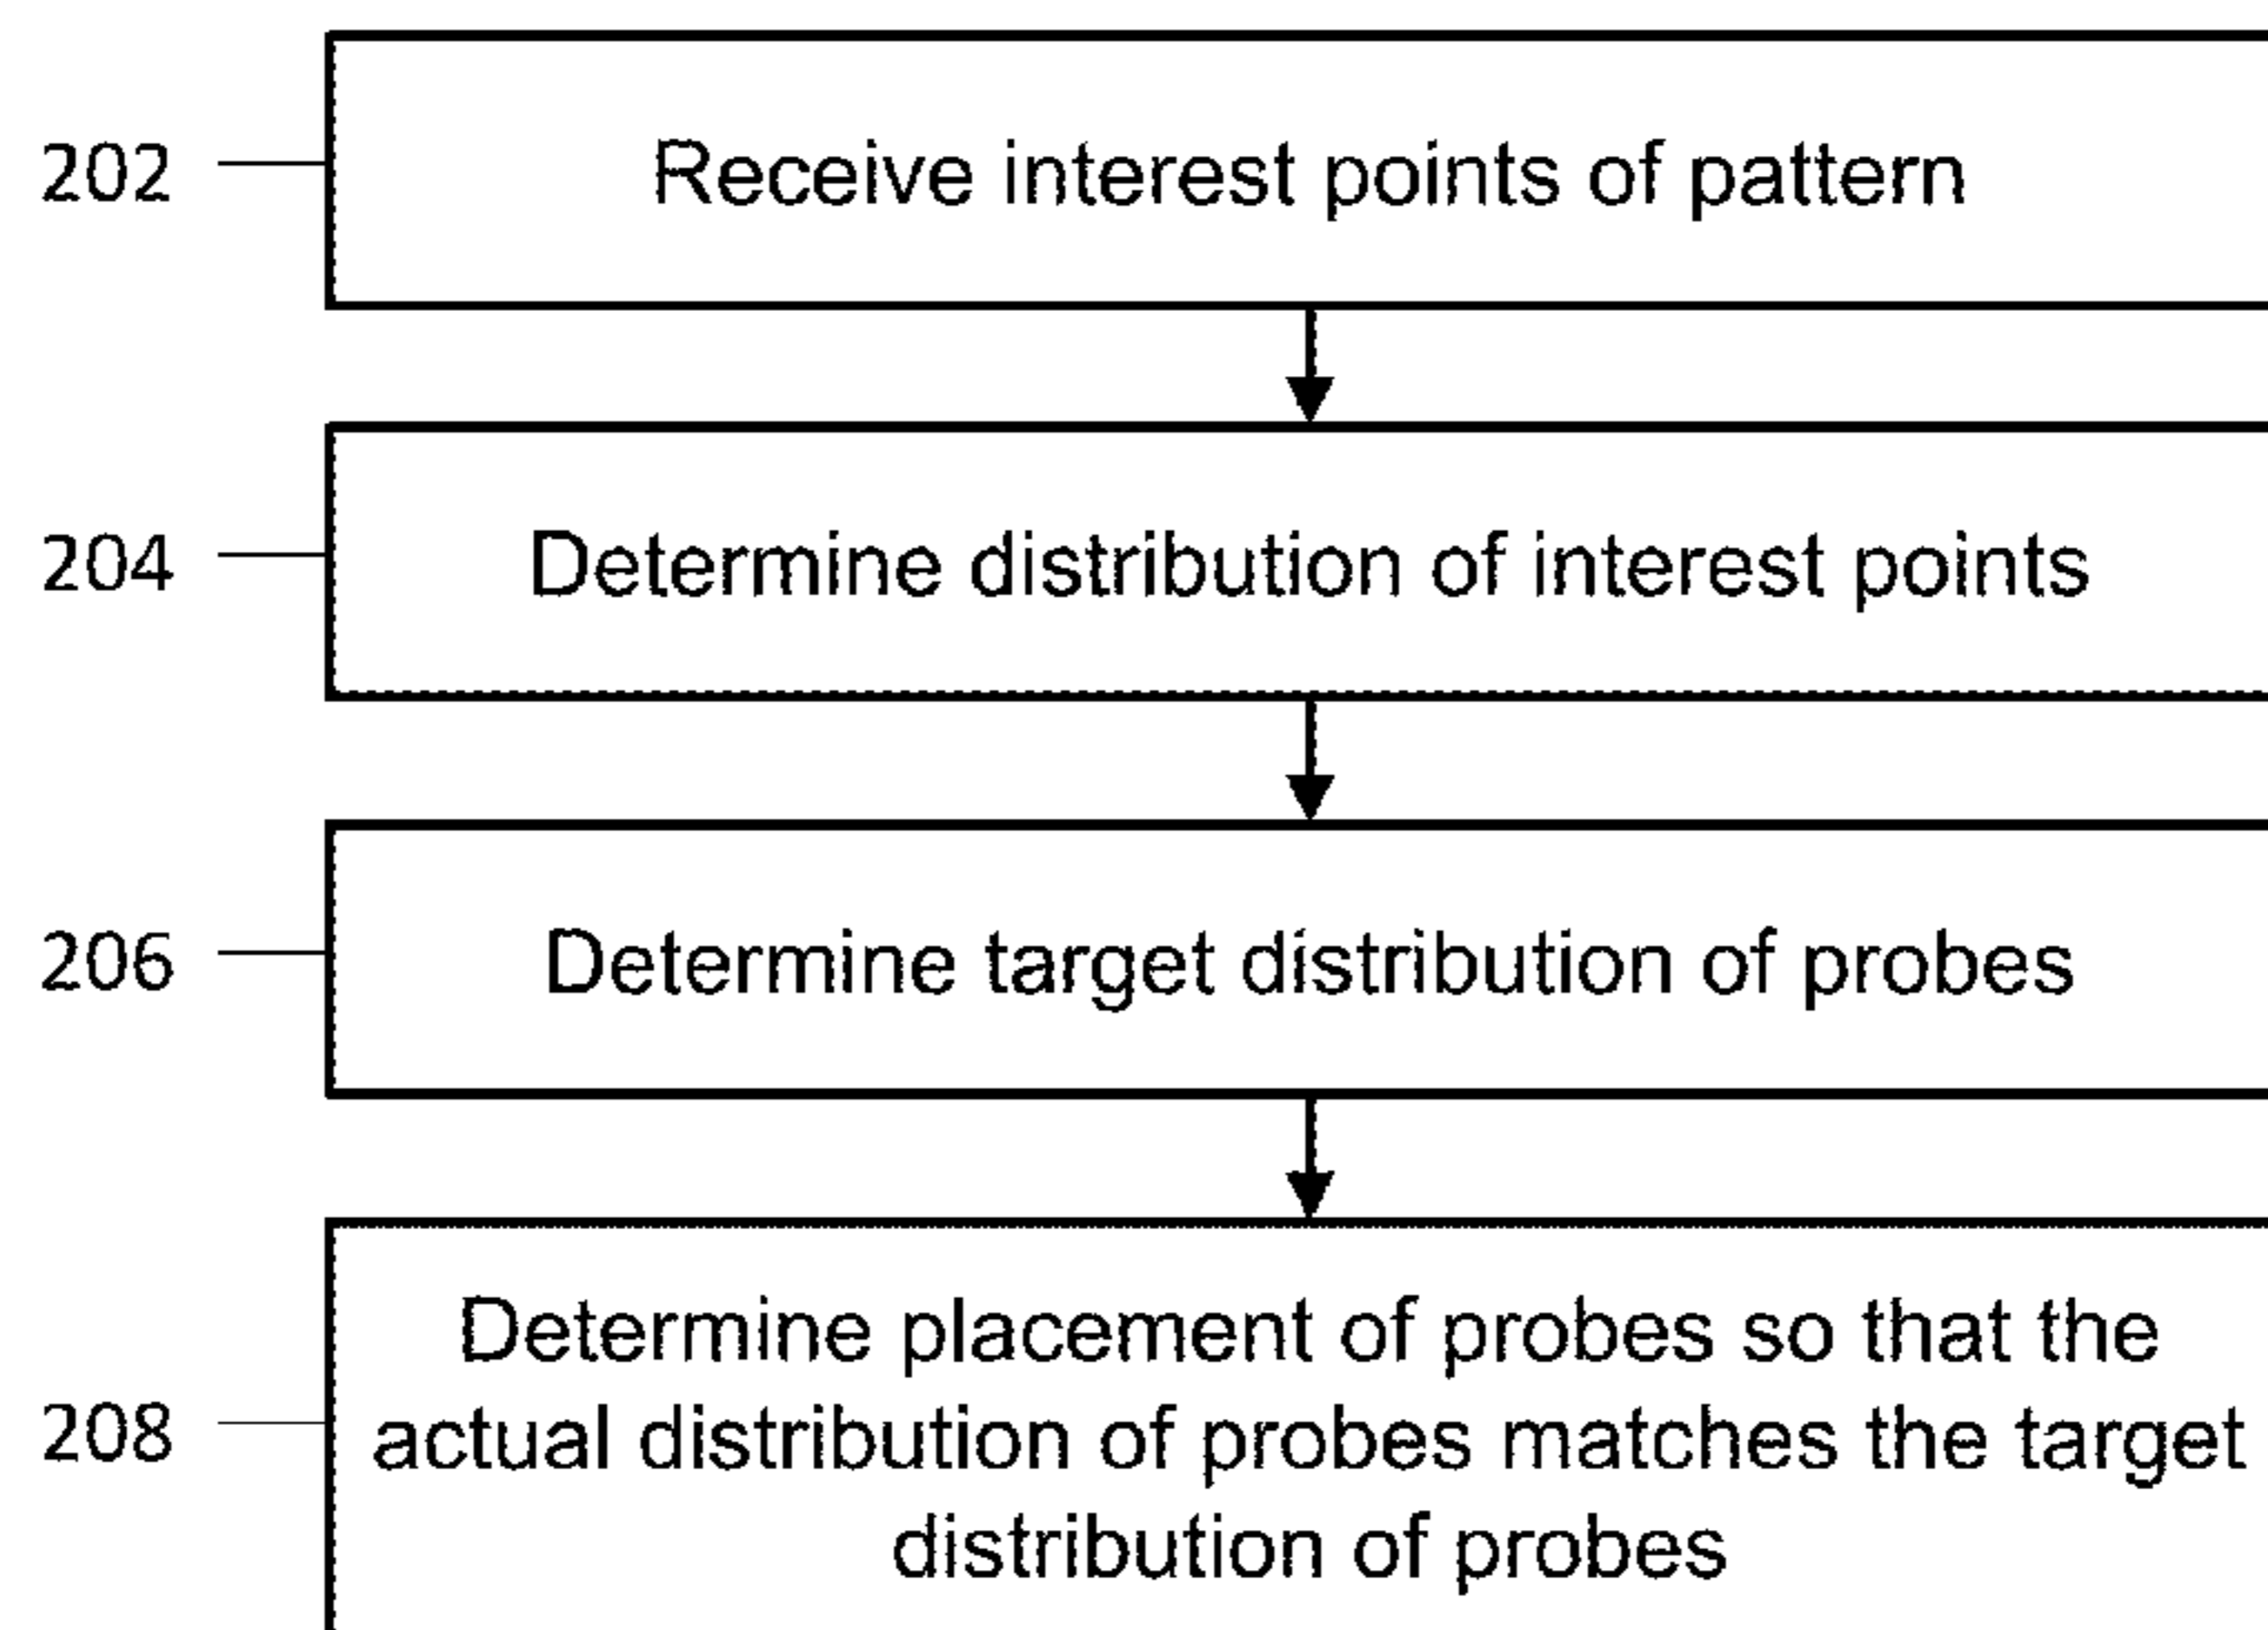 202
Receive interest points of pattern
204
Determine distribution of interest points
206
Determine target distribution of probes
208
Determine placement of probes so that the
actual distribution of probes matches the target
distribution of probes